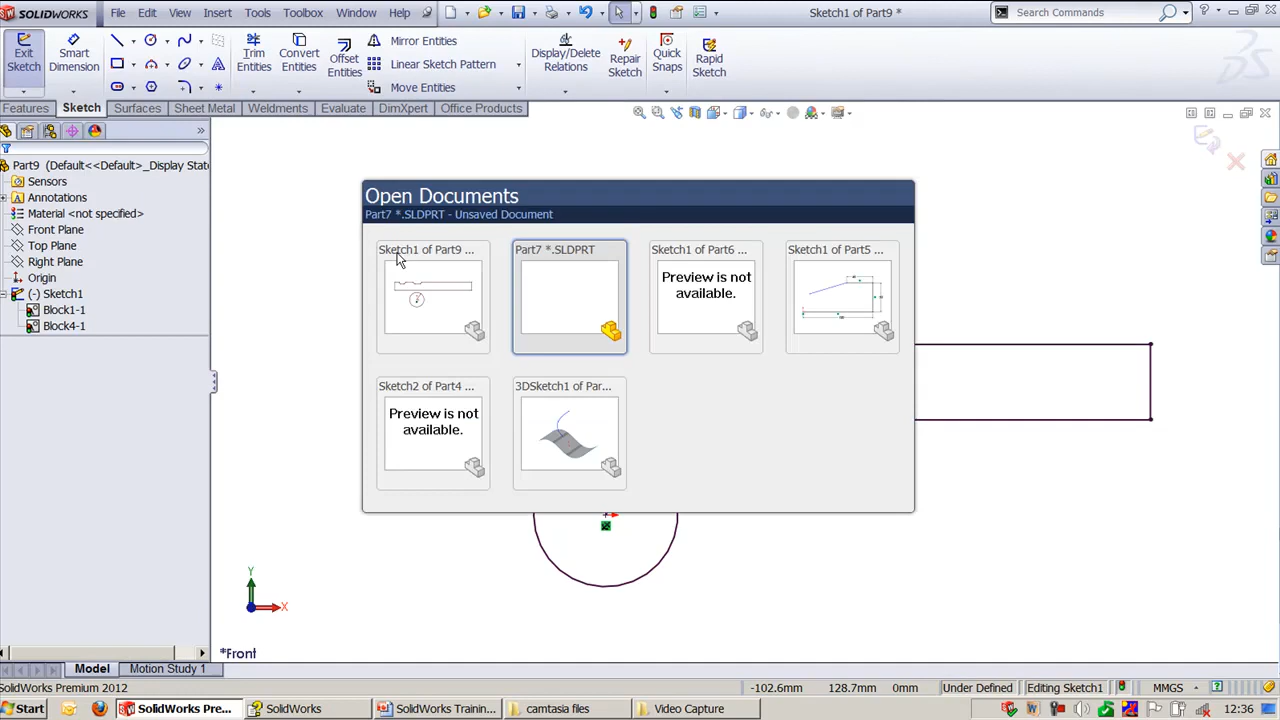 SOLIDWORKS File Edit View Insert Tools Toolbox Window Help Sketch1 of Part9 * Search Commands
Exit Sketch
Smart Dimension
Trim Entities
Convert Entities
Offset Entities
Mirror Entities
Linear Sketch Pattern
Move Entities
Display/Delete Relations
Repair Sketch
Quick Snaps
Rapid Sketch
Features Sketch Surfaces Sheet Metal Weldments Evaluate DimXpert Office Products
Part9 (Default<<Default>_Display State
Sensors
Annotations
Material <not specified>
Front Plane
Top Plane
Right Plane
Origin
(-) Sketch1
Block1-1
Block4-1
Open Documents
Part7 *.SLDPRT - Unsaved Document
Sketch1 of Part9 ...
Part7 *.SLDPRT
Sketch1 of Part6 ...
Preview is not available.
Sketch1 of Part5 ...
Sketch2 of Part4 ...
Preview is not available.
3DSketch1 of Par...
Y
X
*Front
Model Motion Study 1
SolidWorks Premium 2012 -102.6mm 128.7mm 0mm Under Defined Editing Sketch1 MMGS
Start SolidWorks Pre... SolidWorks SolidWorks Trainin... camtasia files Video Capture 12:36